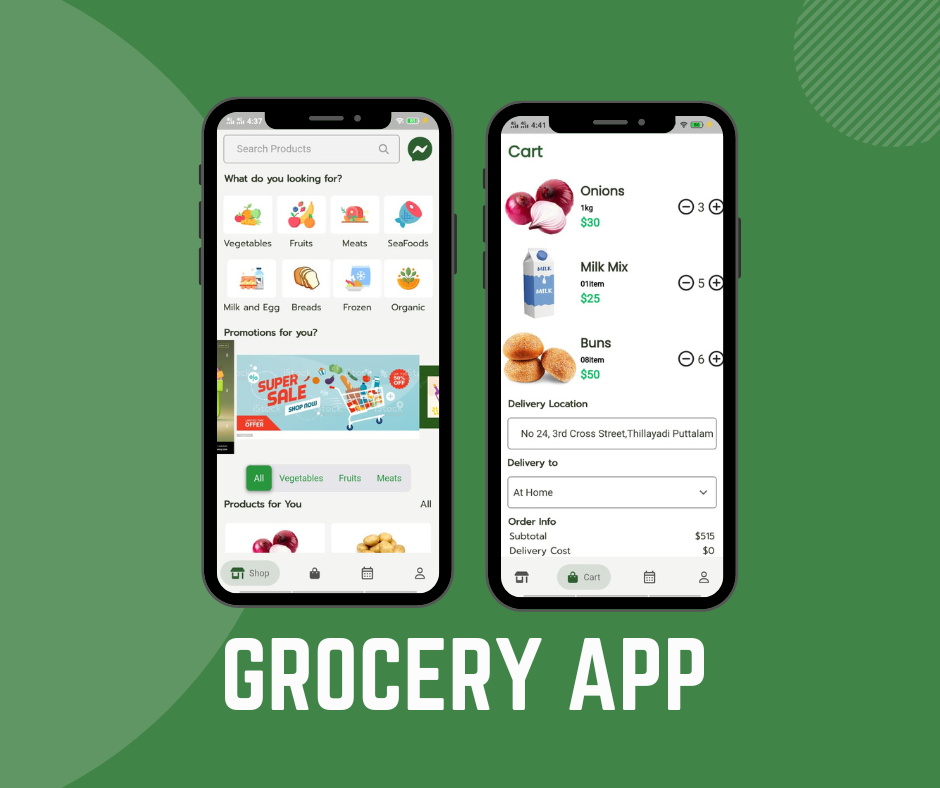 4:37
Search Products
What do you looking for?
Vegetables Fruits Meats SeaFoods
Milk and Egg Breads Frozen Organic
Promotions for you?
SUPER
SALE
SHOP NOW
50%
OFF
OFFER
iStock
All Vegetables Fruits Meats
Products for You All
Shop
4:41
Cart
Onions
1kg
$30
3
MILK
MILK
Milk Mix
01item
$25
5
Buns
08item
$50
6
Delivery Location
No 24, 3rd Cross Street,Thillayadi Puttalam
Delivery to
At Home
Order Info
Subtotal $515
Delivery Cost $0
Cart
GROCERY APP